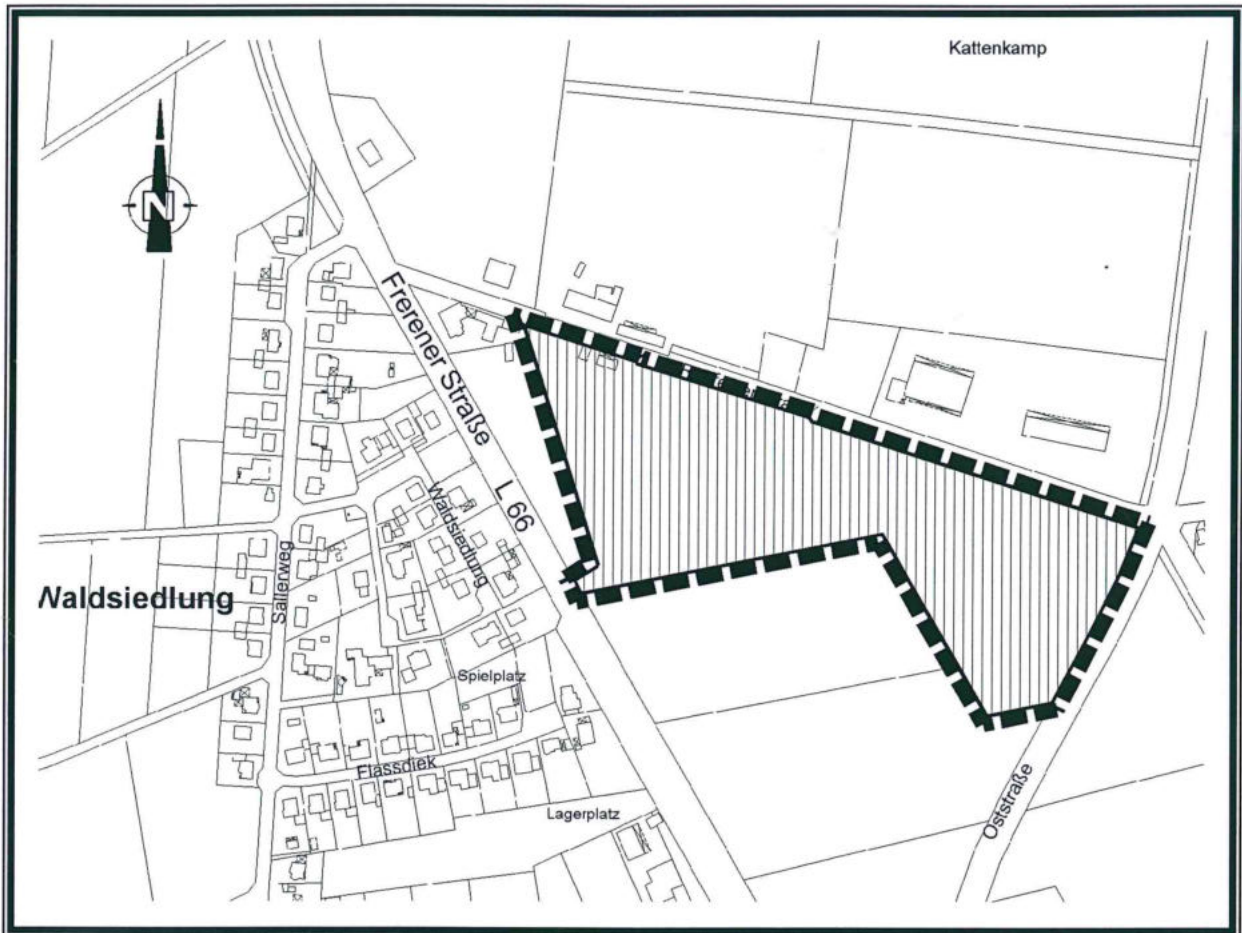 Kattenkamp
N
Frerener Straße
L 66
Waldsiedlung
Waldsiedlung
Sallerweg
Spielplatz
Flassdiek
Lagerplatz
Oststraße